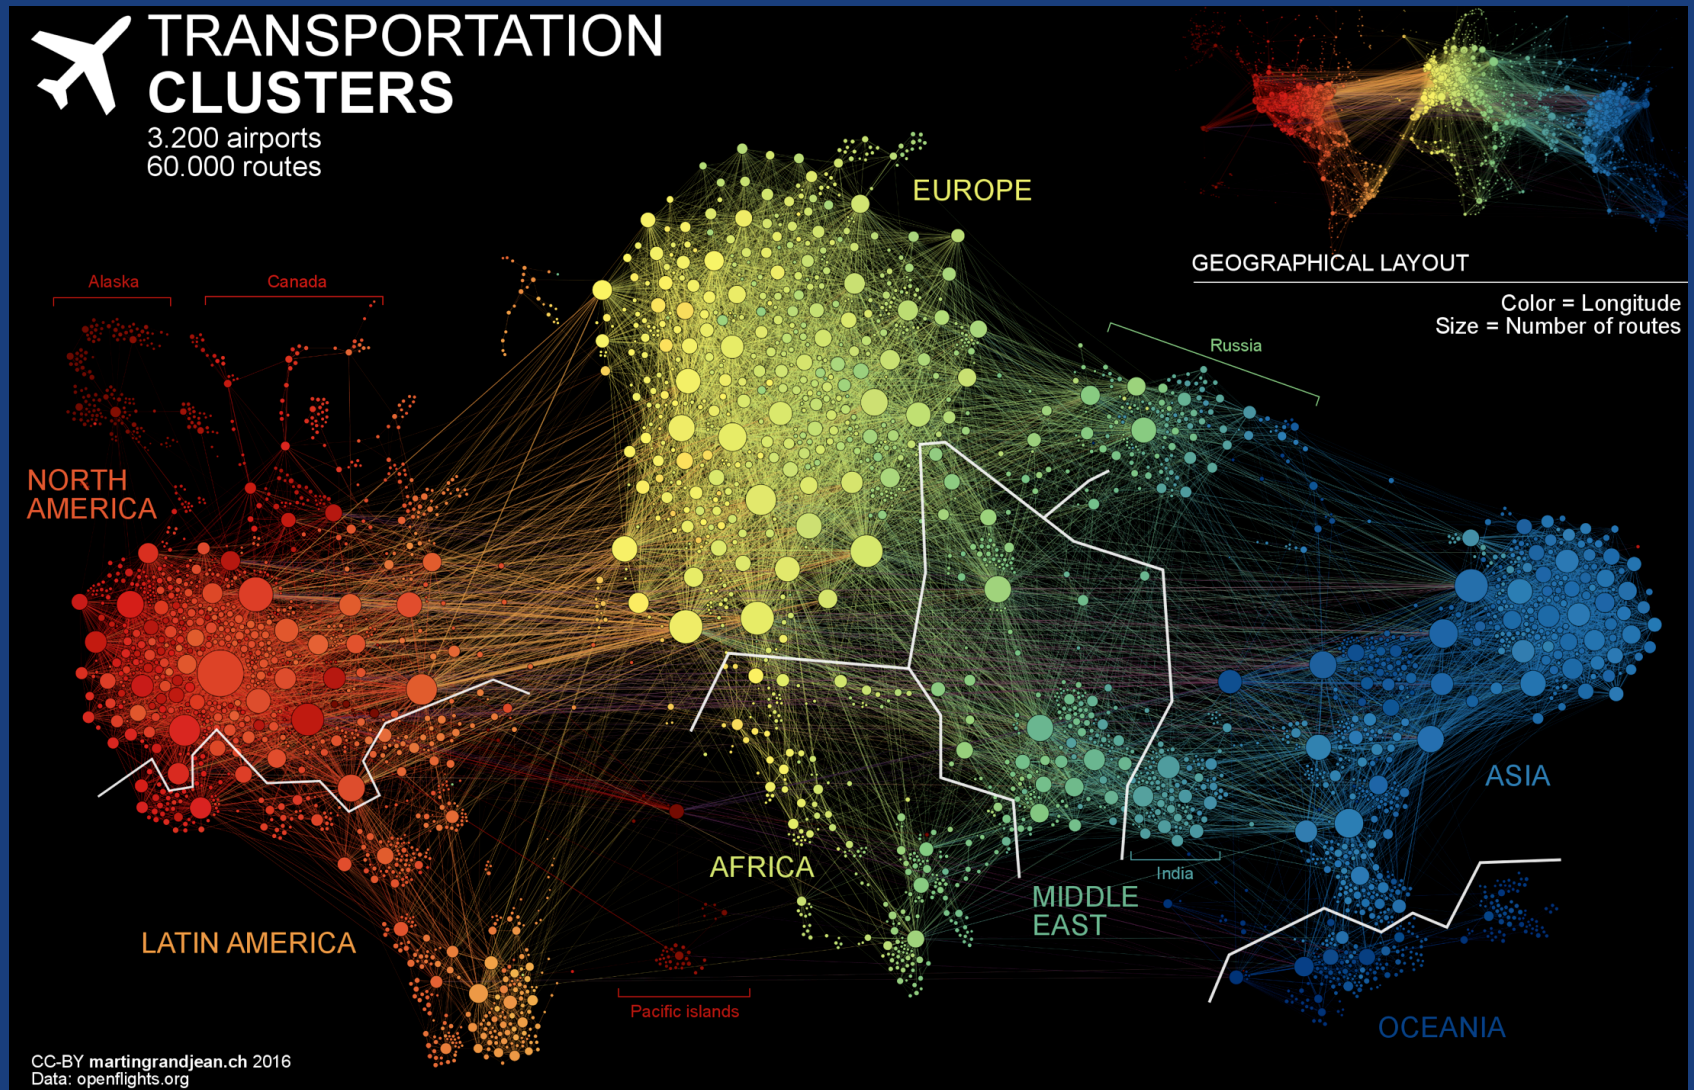 TRANSPORTATION
CLUSTERS
3.200 airports
60.000 routes
EUROPE
GEOGRAPHICAL LAYOUT
Color = Longitude
Size = Number of routes
Alaska
Canada
Russia
NORTH
AMERICA
ASIA
AFRICA
India
MIDDLE
EAST
LATIN AMERICA
Pacific islands
OCEANIA
CC-BY martingrandjean.ch 2016
Data: openflights.org